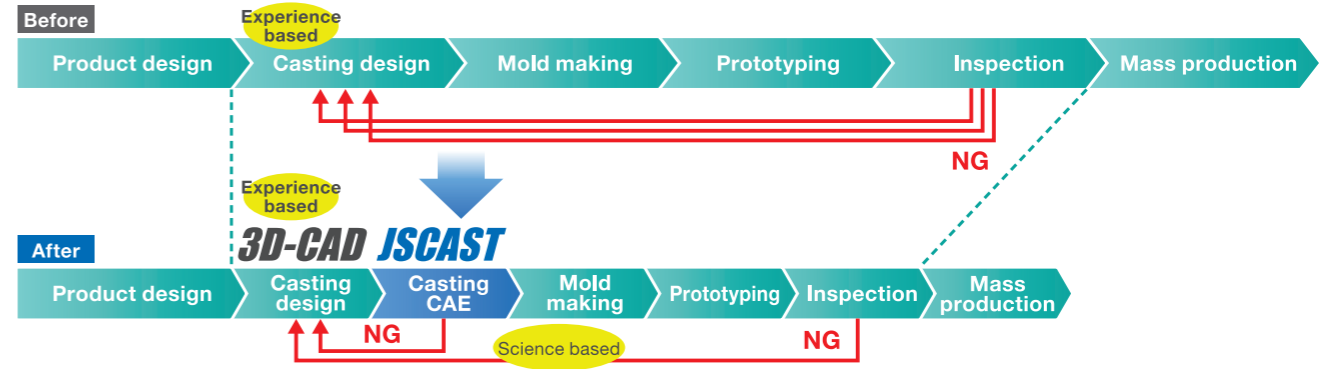 Before
Experience
based
Product design
Casting design
Mold making
Prototyping
Inspection
Mass production
NG
Experience
based
3D-CAD JSCAST
After
Product design
Casting
design
Casting
CAE
Mold
making
Prototyping
Inspection
Mass
production
NG
Science based
NG